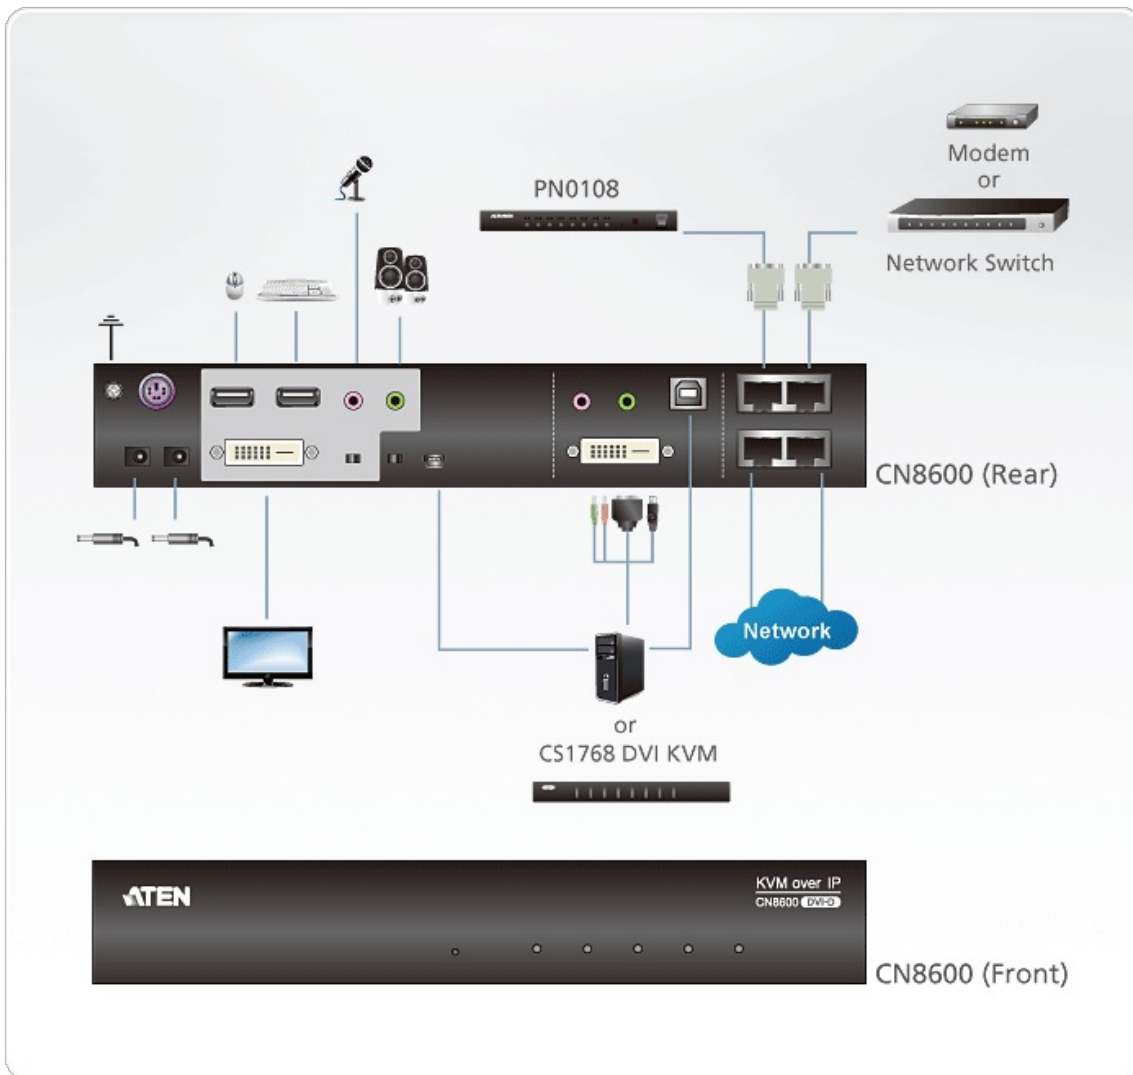 Modem
or
Network Switch
PN0108
CN8600 (Rear)
Network
or
CS1768 DVI KVM
ATEN
KVM over IP
CN8600 DVI-D
CN8600 (Front)